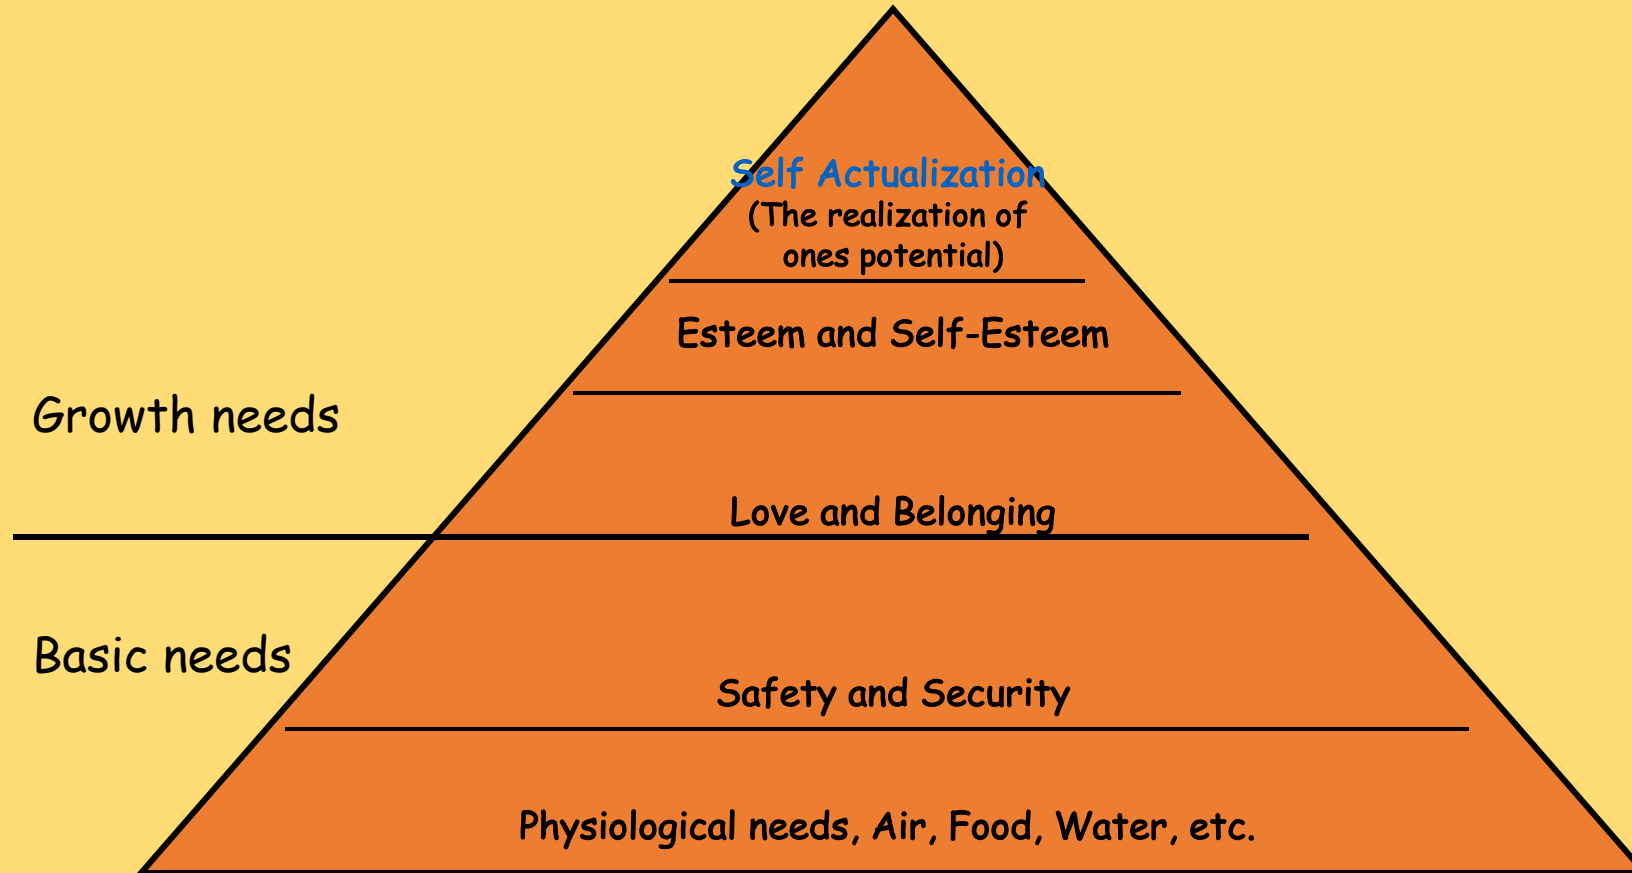 Self Actualization
(The realization of
ones potential)
Esteem and Self-Esteem
Growth needs
Love and Belonging
Basic needs
Safety and Security
Physiological needs, Air, Food, Water, etc.